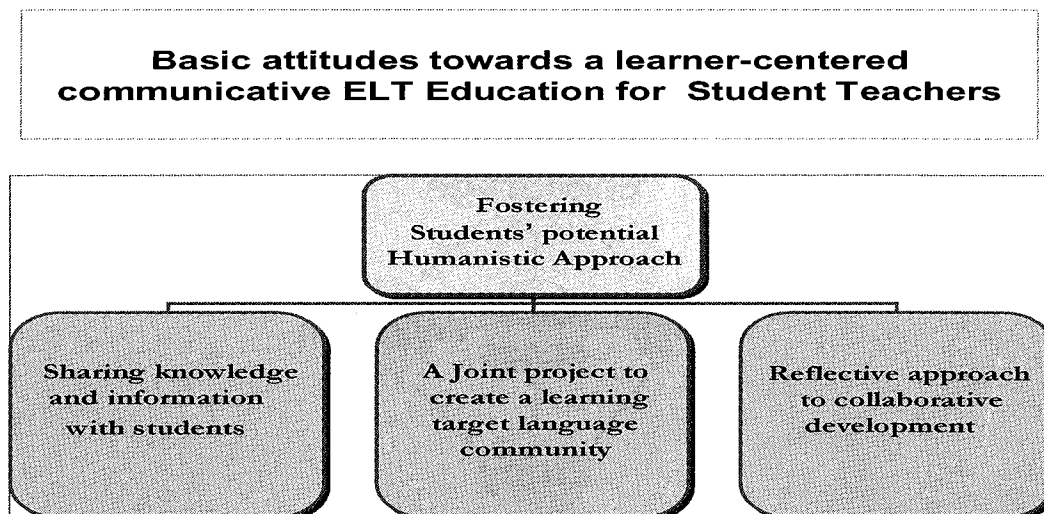 Basic attitudes towards a learner-centered
communicative ELT Education for Student Teachers
Fostering
Students' potential
Humanistic Approach
Sharing knowledge
and information
with students
A Joint project to
create a learning
target language
community
Reflective approach
to collaborative
development